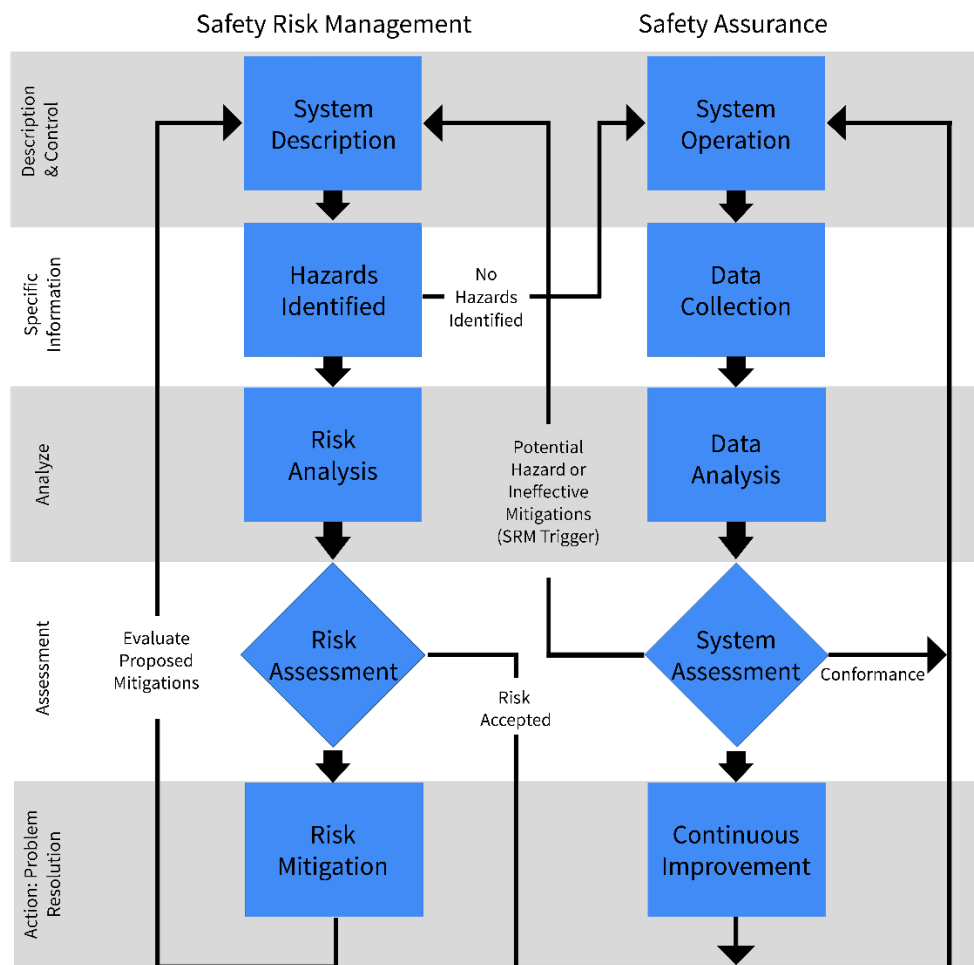 Safety Risk Management
Safety Assurance
Description
& Control
System
Description
System
Operation
Specific
Information
Hazards
Identified
No
Hazards
Identified
Data
Collection
Analyze
Risk
Analysis
Potential
Hazard or
Ineffective
Mitigations
(SRM Trigger)
Data
Analysis
Assessment
Evaluate
Proposed
Mitigations
Risk
Assessment
Risk
Accepted
System
Assessment
Conformance
Action: Problem
Resolution
Risk
Mitigation
Continuous
Improvement